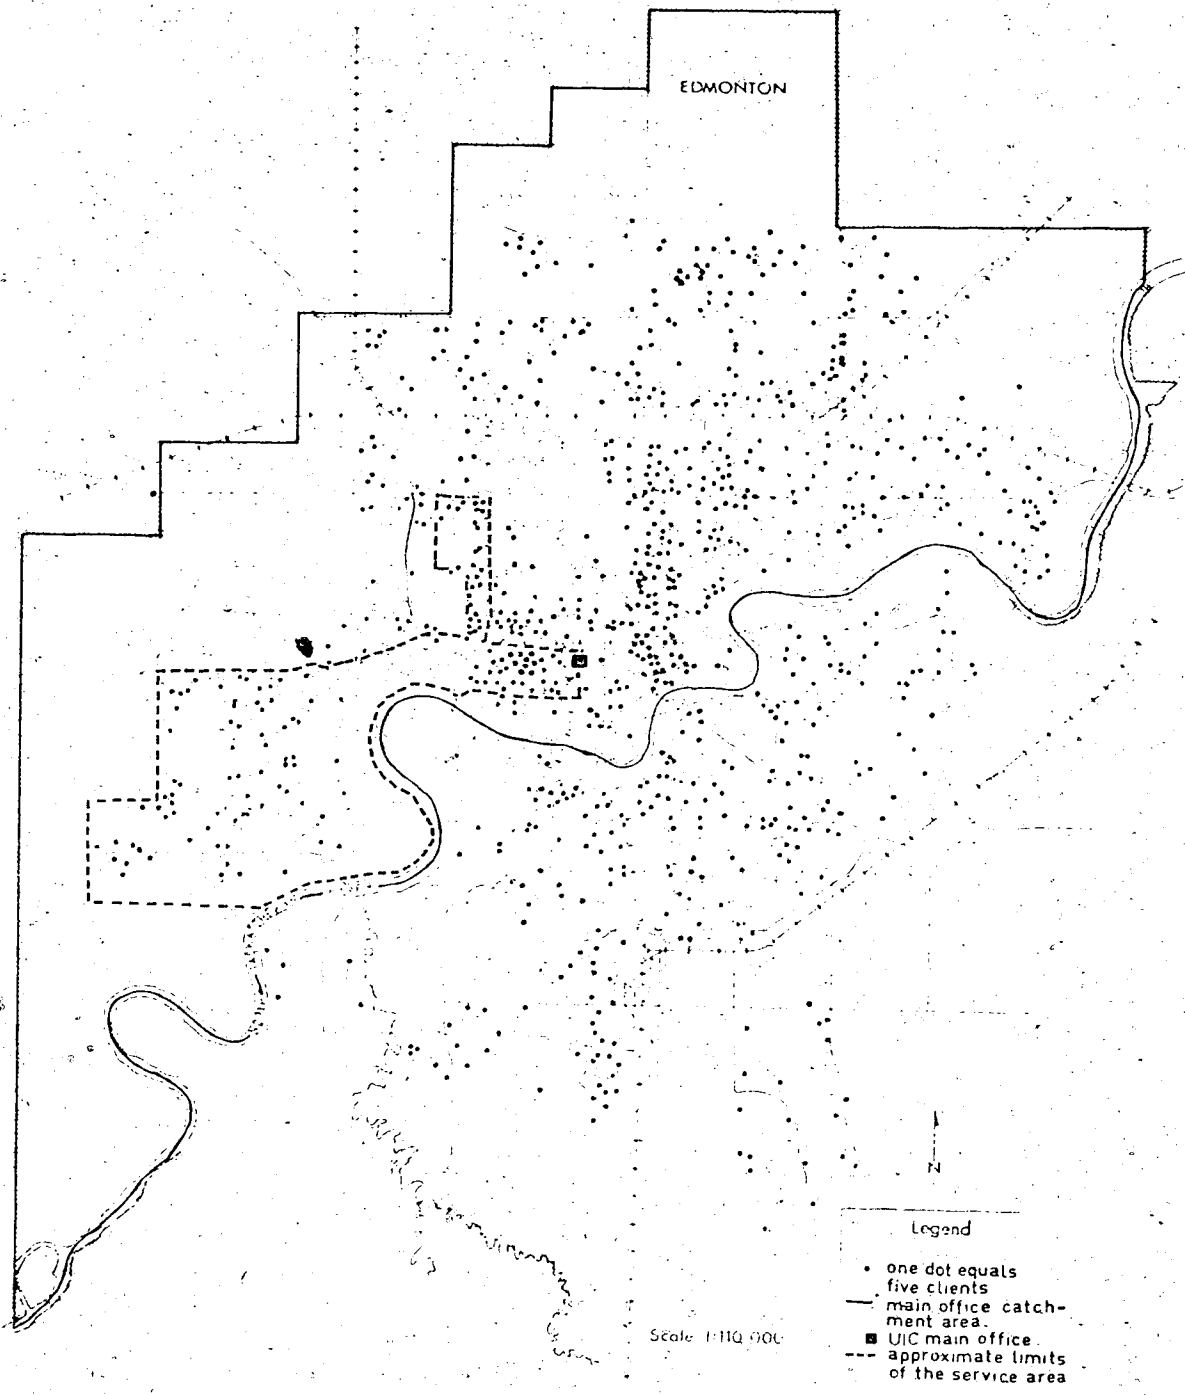 EDMONTON
N
Legend
one dot equals
five clients
main office catch-
ment area.
UIC main office.
approximate limits
of the service area
Scale 1:110,000